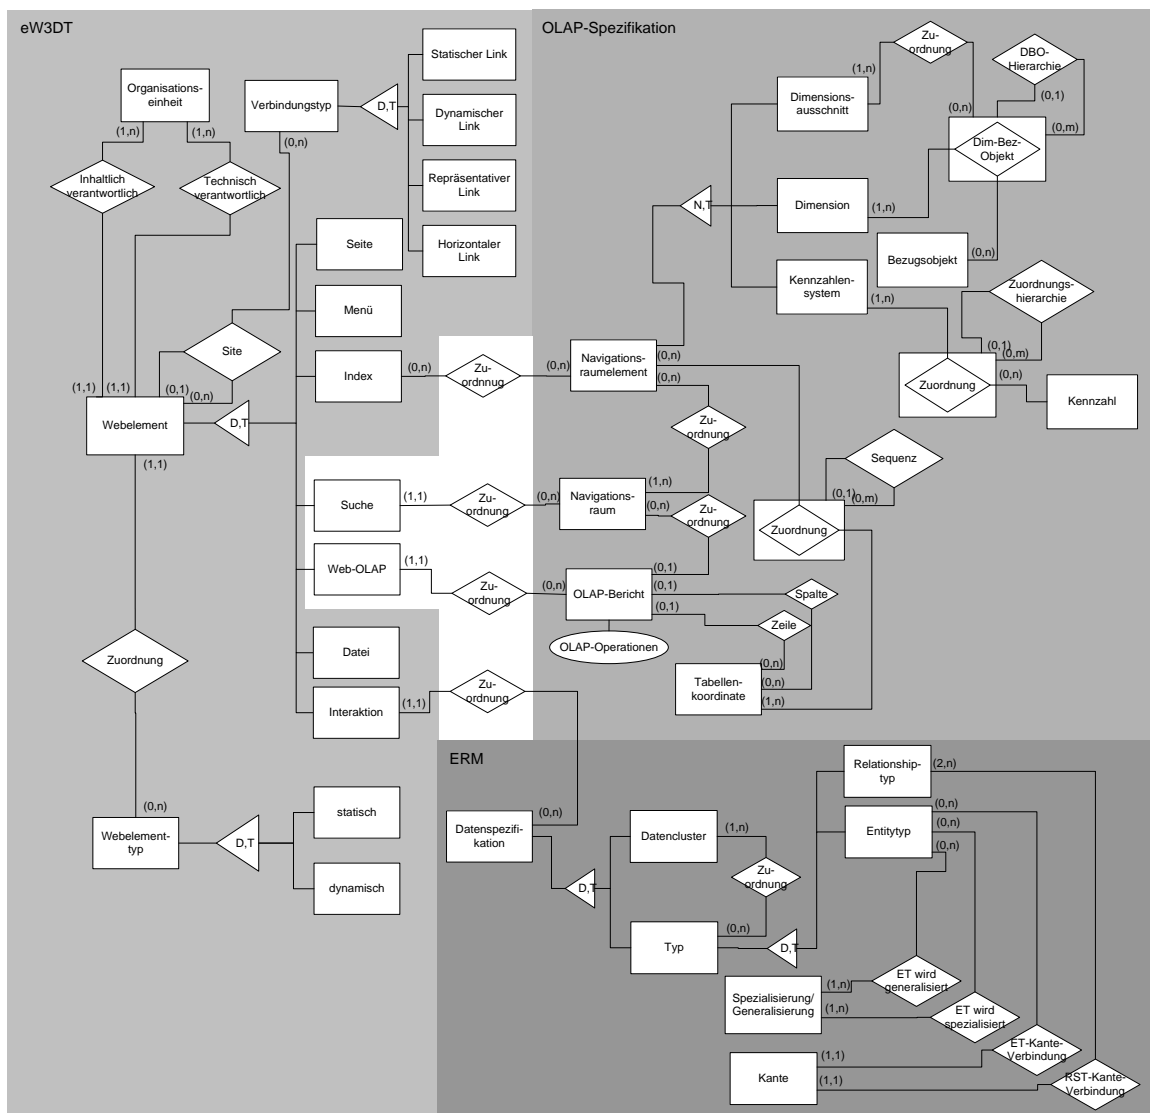 eW3DT
OLAP-Spezifikation
Organisations-
einheit
Verbindungstyp
D,T
Statischer Link
Dynamischer
Link
Repräsentativer
Link
Horizontaler
Link
(1,n)
(1,n)
(0,n)
Inhaltlich
verantwortlich
Technisch
verantwortlich
Seite
Menü
Index
Site
(1,1)
(1,1)
(0,1)
(0,n)
Webelement
D,T
(1,1)
Suche
Web-OLAP
Datei
Interaktion
(0,n)
(1,1)
(1,1)
(1,1)
Zu-
ordnnug
Zu-
ordnung
Zu-
ordnung
Zu-
ordnung
Zuordnung
(0,n)
Webelement-
typ
D,T
statisch
dynamisch
Zu-
ordnung
DBO-
Hierarchie
(1,n)
(0,n)
(0,1)
(0,m)
Dimensions-
ausschnitt
Dim-Bez-
Objekt
N,T
Dimension
(1,n)
(0,n)
Bezugsobjekt
Kennzahlen-
system
(1,n)
Zuordnungs-
hierarchie
(0,1)
(0,m)
Zuordnung
(0,n)
Kennzahl
(0,n)
Navigations-
raumelement
(0,n)
(0,n)
Zu-
ordnung
Sequenz
(0,1)
(0,m)
Zuordnung
(0,n)
Navigations-
raum
(1,n)
(0,n)
Zu-
ordnung
(0,n)
OLAP-Bericht
(0,1)
(0,1)
(0,1)
Spalte
Zeile
OLAP-Operationen
Tabellen-
koordinate
(0,n)
(0,n)
(1,n)
ERM
(0,n)
Datenspezifi-
kation
D,T
Datencluster
(1,n)
Zu-
ordnung
(0,n)
Typ
D,T
Relationship-
typ
(2,n)
Entitytyp
(0,n)
(0,n)
(0,n)
ET wird
generalisiert
ET wird
spezialisiert
Spezialisierung/
Generalisierung
(1,n)
(1,n)
ET-Kante-
Verbindung
RST-Kante-
Verbindung
Kante
(1,1)
(1,1)